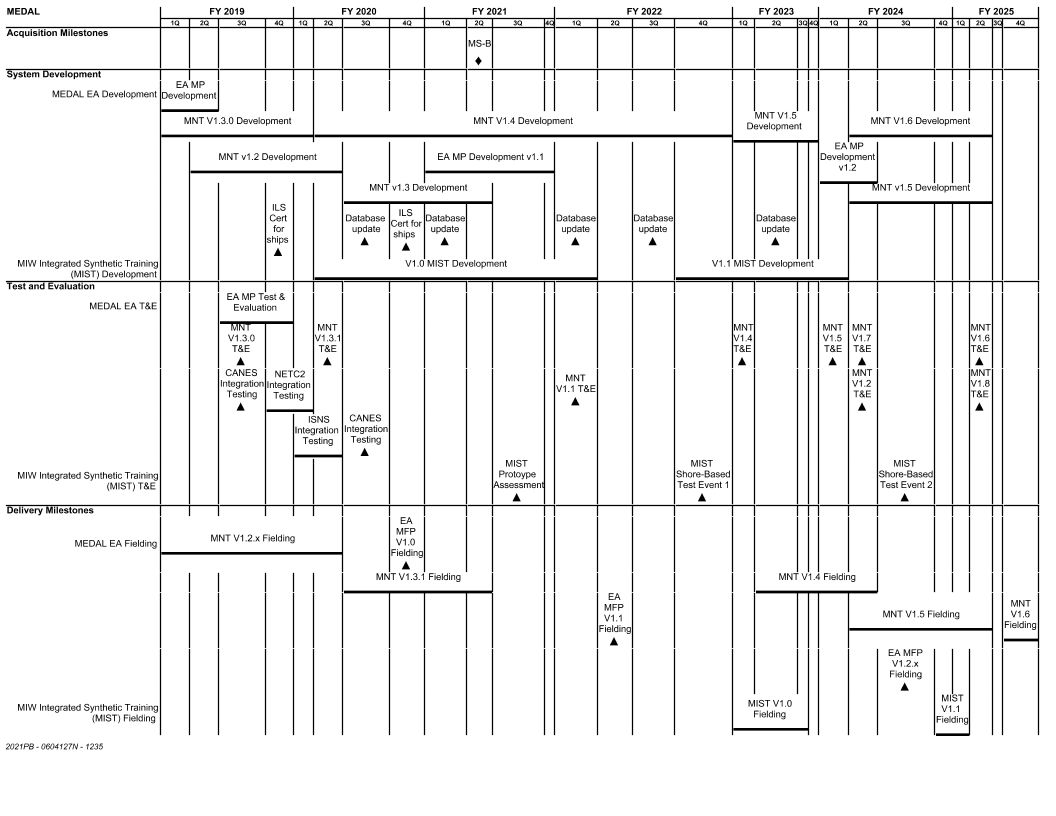 MEDAL
FY 2019
FY 2020
FY 2021
FY 2022
FY 2023
FY 2024
FY 2025
1Q 2Q 3Q 4Q 1Q 2Q 3Q 4Q 1Q 2Q 3Q 4Q 1Q 2Q 3Q 4Q 1Q 2Q 3Q 4Q 1Q 2Q 3Q 4Q 1Q 2Q 3Q 4Q
Acquisition Milestones
MS-B
System Development
MEDAL EA Development
EA MP
Development
MNT V1.3.0 Development
MNT V1.4 Development
MNT V1.5
Development
MNT V1.6 Development
MNT v1.2 Development
EA MP Development v1.1
EA MP
Development
v1.2
MNT v1.3 Development
MNT v1.5 Development
ILS
Cert
for
ships
Database
update
ILS
Cert for
ships
Database
update
Database
update
Database
update
Database
update
MIW Integrated Synthetic Training
(MIST) Development
V1.0 MIST Development
V1.1 MIST Development
Test and Evaluation
MEDAL EA T&E
EA MP Test &
Evaluation
MNT
V1.3.0
T&E
MNT
V1.3.1
T&E
MNT
V1.4
T&E
MNT
V1.5
T&E
MNT
V1.7
T&E
MNT
V1.6
T&E
CANES
Integration
Testing
NETC2
Integration
Testing
MNT
V1.1 T&E
MNT
V1.2
T&E
MNT
V1.8
T&E
ISNS
Integration
Testing
CANES
Integration
Testing
MIW Integrated Synthetic Training
(MIST) T&E
MIST
Protoype
Assessment
MIST
Shore-Based
Test Event 1
MIST
Shore-Based
Test Event 2
Delivery Milestones
MEDAL EA Fielding
MNT V1.2.x Fielding
EA
MFP
V1.0
Fielding
MNT V1.3.1 Fielding
MNT V1.4 Fielding
EA
MFP
V1.1
Fielding
MNT V1.5 Fielding
MNT
V1.6
Fielding
EA MFP
V1.2.x
Fielding
MIW Integrated Synthetic Training
(MIST) Fielding
MIST V1.0
Fielding
MIST
V1.1
Fielding
2021PB - 0604127N - 1235